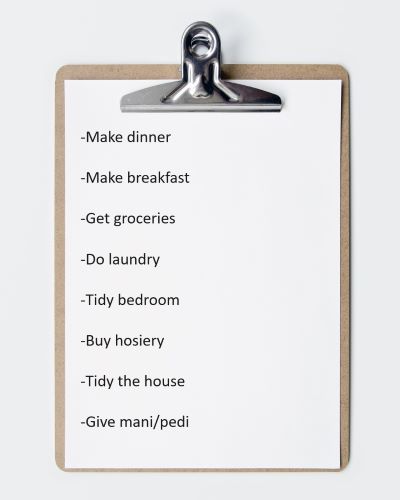 -Make dinner
-Make breakfast
-Get groceries
-Do laundry
-Tidy bedroom
-Buy hosiery
-Tidy the house
-Give mani/pedi